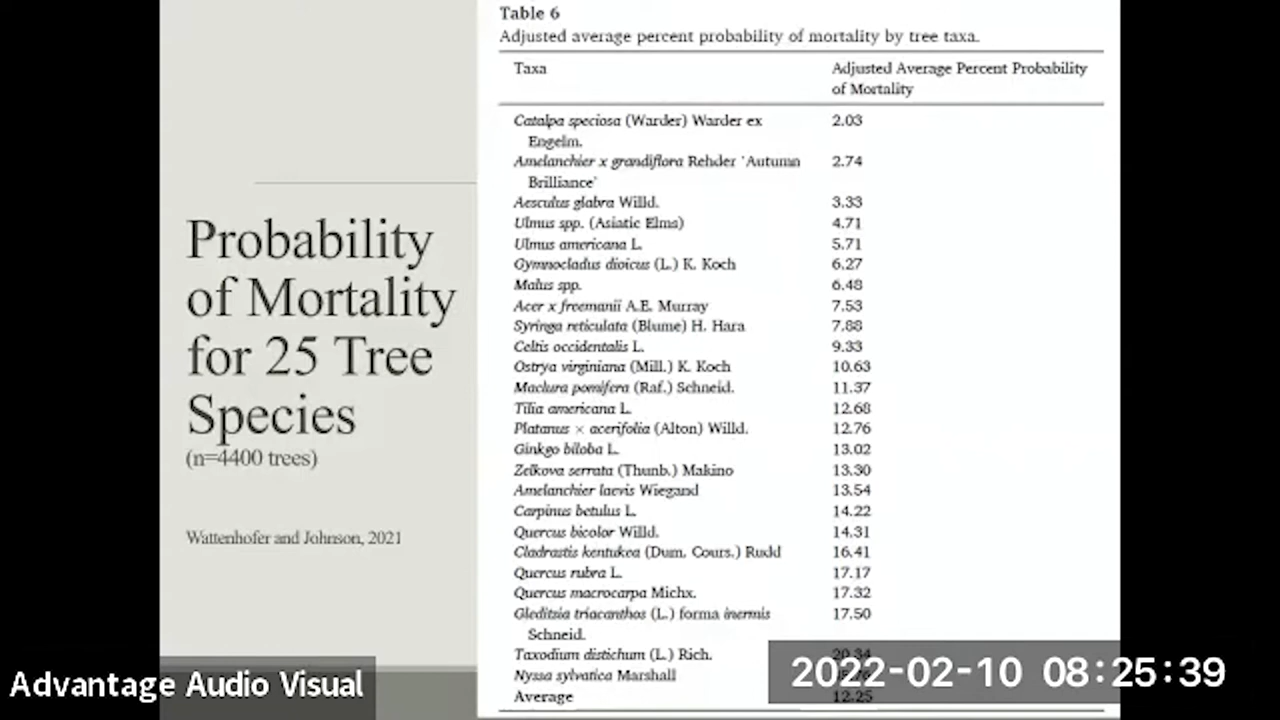 Probability
of Mortality
for 25 Tree
Species
(n=4400 trees)
Wattenhofer and Johnson, 2021
Table 6
Adjusted average percent probability of mortality by tree taxa.
Taxa Adjusted Average Percent Probability
of Mortality
Catalpa speciosa (Warder) Warder ex 2.03
Engelm.
Amelanchier x grandiflora Rehder 'Autumn 2.74
Brilliance'
Aesculus glabra Willd. 3.33
Ulmus spp. (Asiatic Elms) 4.71
Ulmus americana L. 5.71
Gymnocladus dioicus (L.) K. Koch 6.27
Malus spp. 6.48
Acer x freemanii A.E. Murray 7.53
Syringa reticulata (Blume) H. Hara 7.88
Celtis occidentalis L. 9.33
Ostrya virginiana (Mill.) K. Koch 10.63
Maclura pomifera (Raf.) Schneid. 11.37
Tilia americana L. 12.68
Platanus × acerifolia (Alton) Willd. 12.76
Ginkgo biloba L. 13.02
Zelkova serrata (Thunb.) Makino 13.30
Amelanchier laevis Wiegand 13.54
Carpinus betulus L. 14.22
Quercus bicolor Willd. 14.31
Cladrastis kentukea (Dum. Cours.) Rudd 16.41
Quercus rubra L. 17.17
Quercus macrocarpa Michx. 17.32
Gleditsia triacanthos (L.) forma inermis 17.50
Schneid.
Taxodium distichum (L.) Rich. 20.34
Nyssa sylvatica Marshall
Average 12.25
Advantage Audio Visual
2022-02-10 08:25:39